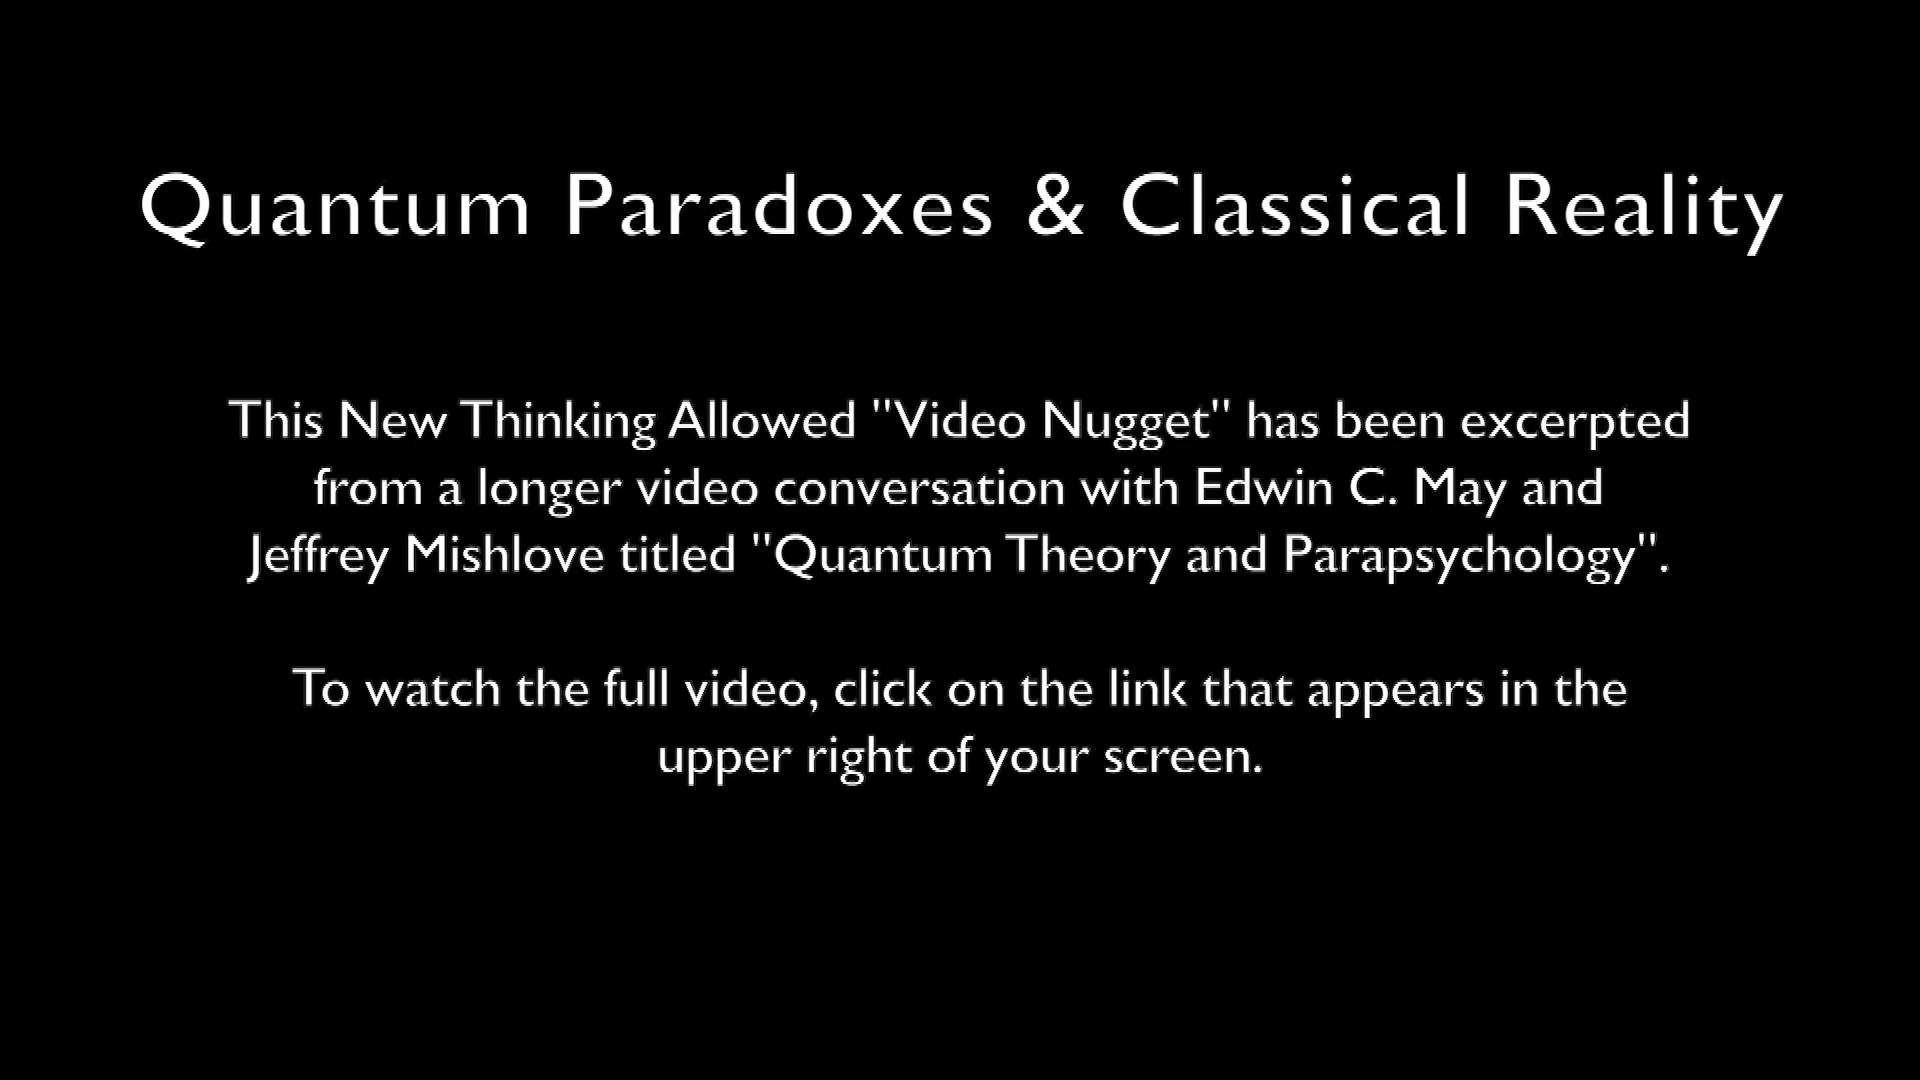 Quantum Paradoxes & Classical Reality
This New Thinking Allowed "Video Nugget" has been excerpted
from a longer video conversation with Edwin C. May and
Jeffrey Mishlove titled "Quantum Theory and Parapsychology".
To watch the full video, click on the link that appears in the
upper right of your screen.